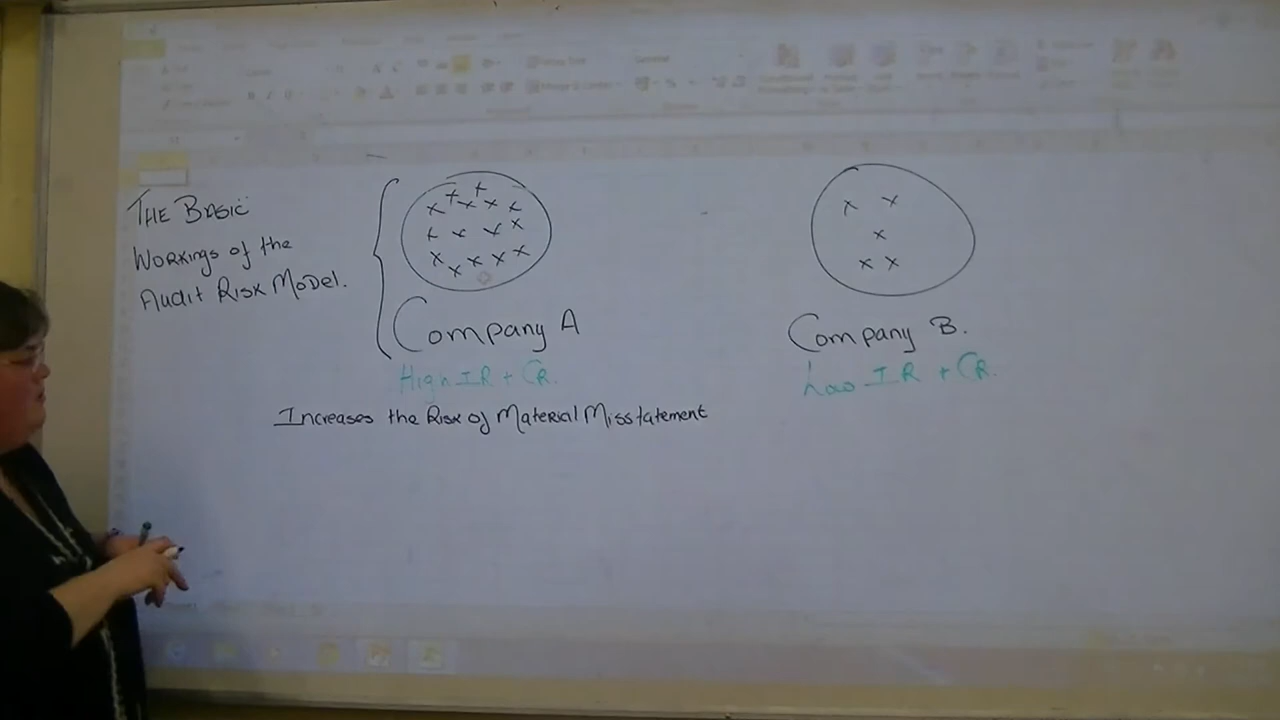 THE BASIC
WORKINGS of the
Audit Risk Model.
Company A
High IR + CR.
Increases the Risk of Material Misstatement
Company B.
Low IR + CR.